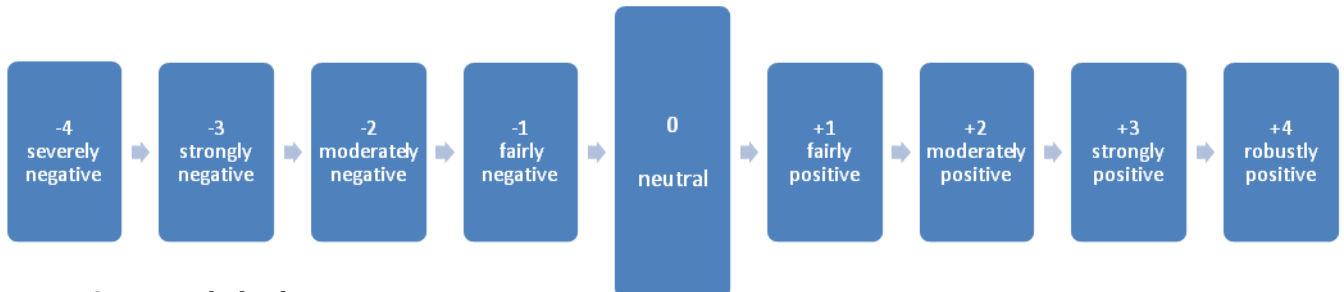 -4
severely
negative
-3
strongly
negative
-2
moderately
negative
-1
fairly
negative
0
neutral
+1
fairly
positive
+2
moderately
positive
+3
strongly
positive
+4
robustly
positive